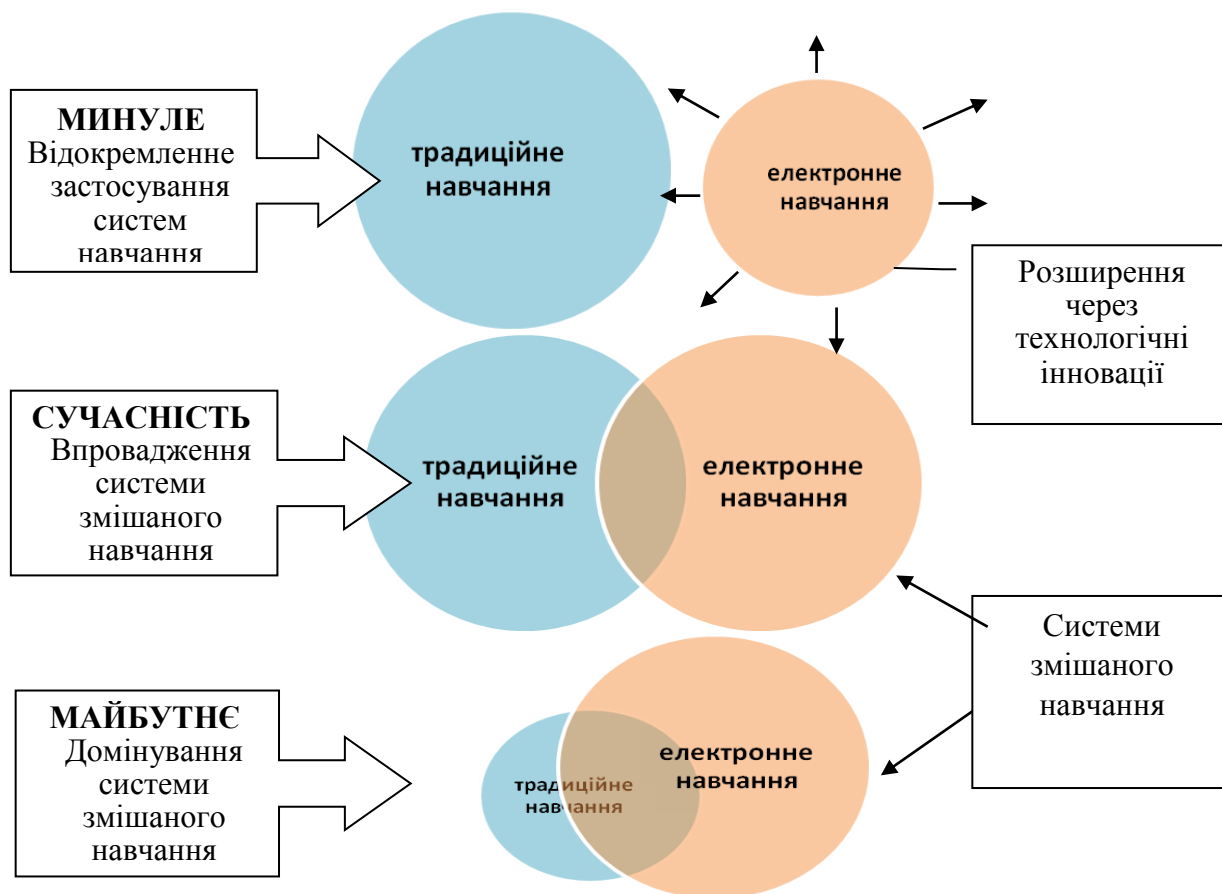 МИНУЛЕ
Відокремленне
застосування
систем
навчання
традиційне
навчання
електронне
навчання
Розширення
через
технологічні
інновації
СУЧАСНІСТЬ
Впровадження
системи
змішаного
навчання
традиційне
навчання
електронне
навчання
Системи
змішаного
навчання
МАЙБУТНЄ
Домінування
системи
змішаного
навчання
традиційне
навчання
електронне
навчання